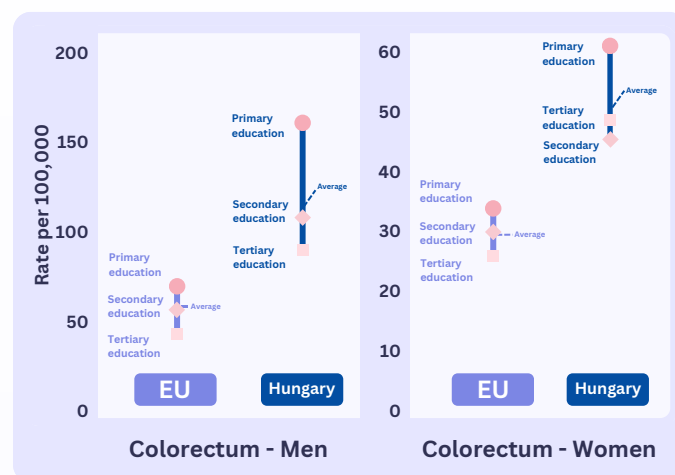 Rate per 100,000
200
150
100
50
0
Primary
education
Secondary
education
Average
Tertiary
education
EU
Primary
education
Average
Secondary
education
Tertiary
education
Hungary
Colorectum - Men
60
50
40
30
20
10
0
Primary
education
Secondary
education
Average
Tertiary
education
EU
Primary
education
Average
Tertiary
education
Secondary
education
Hungary
Colorectum - Women